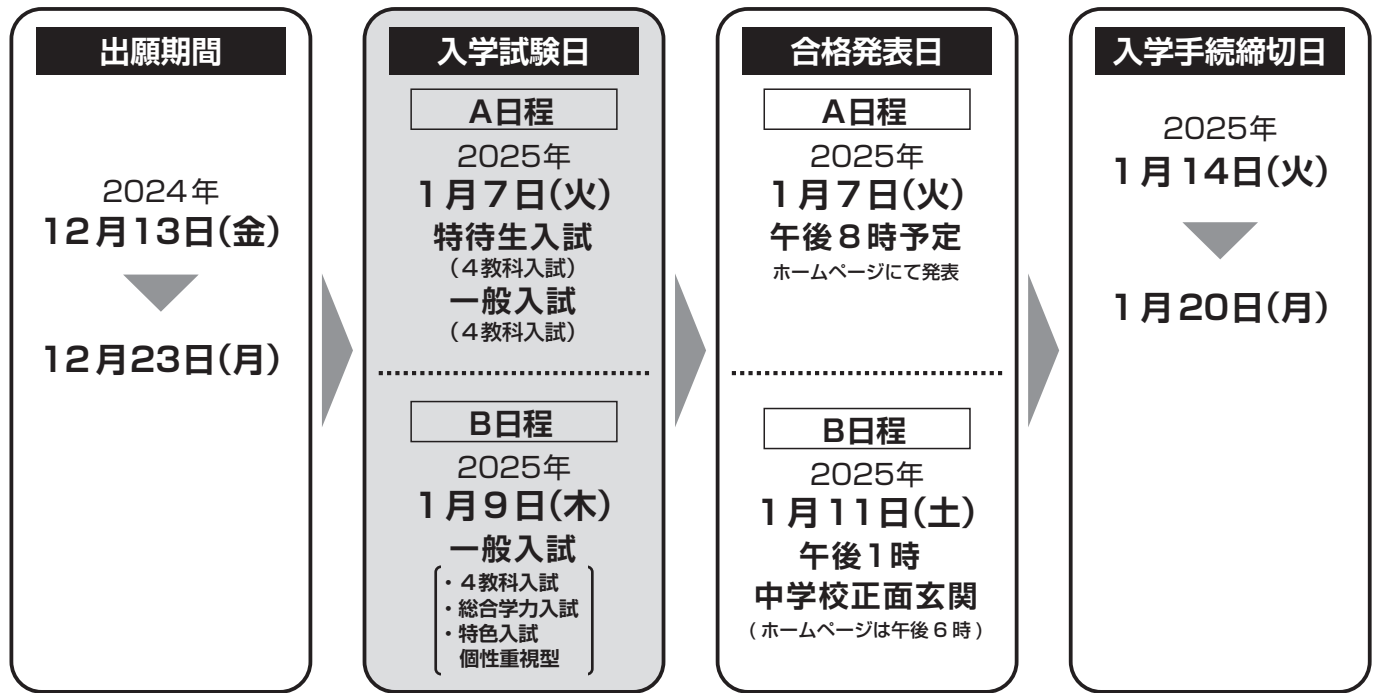 出願期間
2024年
12月13日(金)
12月23日(月)
入学試験日
A日程
2025年
1月7日(火)
特待生入試
(4教科入試)
一般入試
(4教科入試)
B日程
2025年
1月9日(木)
一般入試
・4教科入試
・総合学力入試
・特色入試
個性重視型
合格発表日
A日程
2025年
1月7日(火)
午後8時予定
ホームページにて発表
B日程
2025年
1月11日(土)
午後1時
中学校正面玄関
(ホームページは午後6時)
入学手続締切日
2025年
1月14日(火)
1月20日(月)